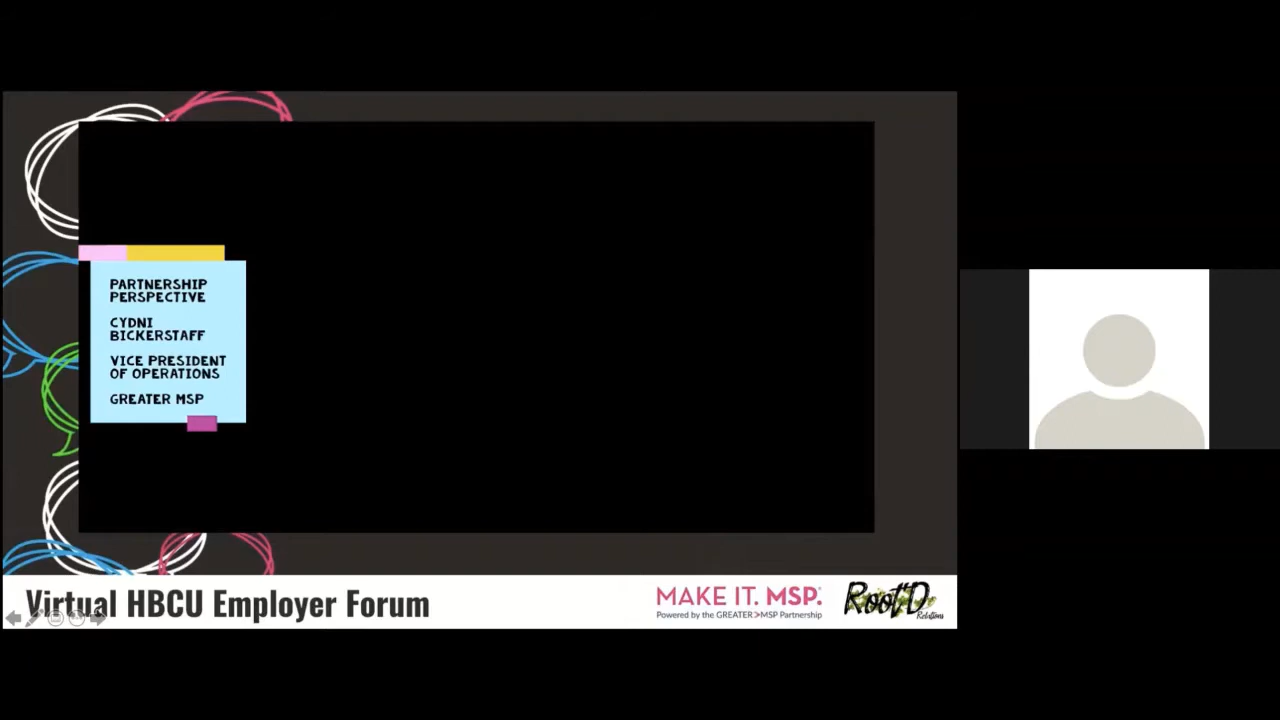 PARTNERSHIP
PERSPECTIVE
CYDNI
BICKERSTAFF
VICE PRESIDENT
OF OPERATIONS
GREATER MSP
Virtual HBCU Employer Forum
MAKE IT. MSP.
Powered by the GREATER>MSP Partnership
Root'D
Relations